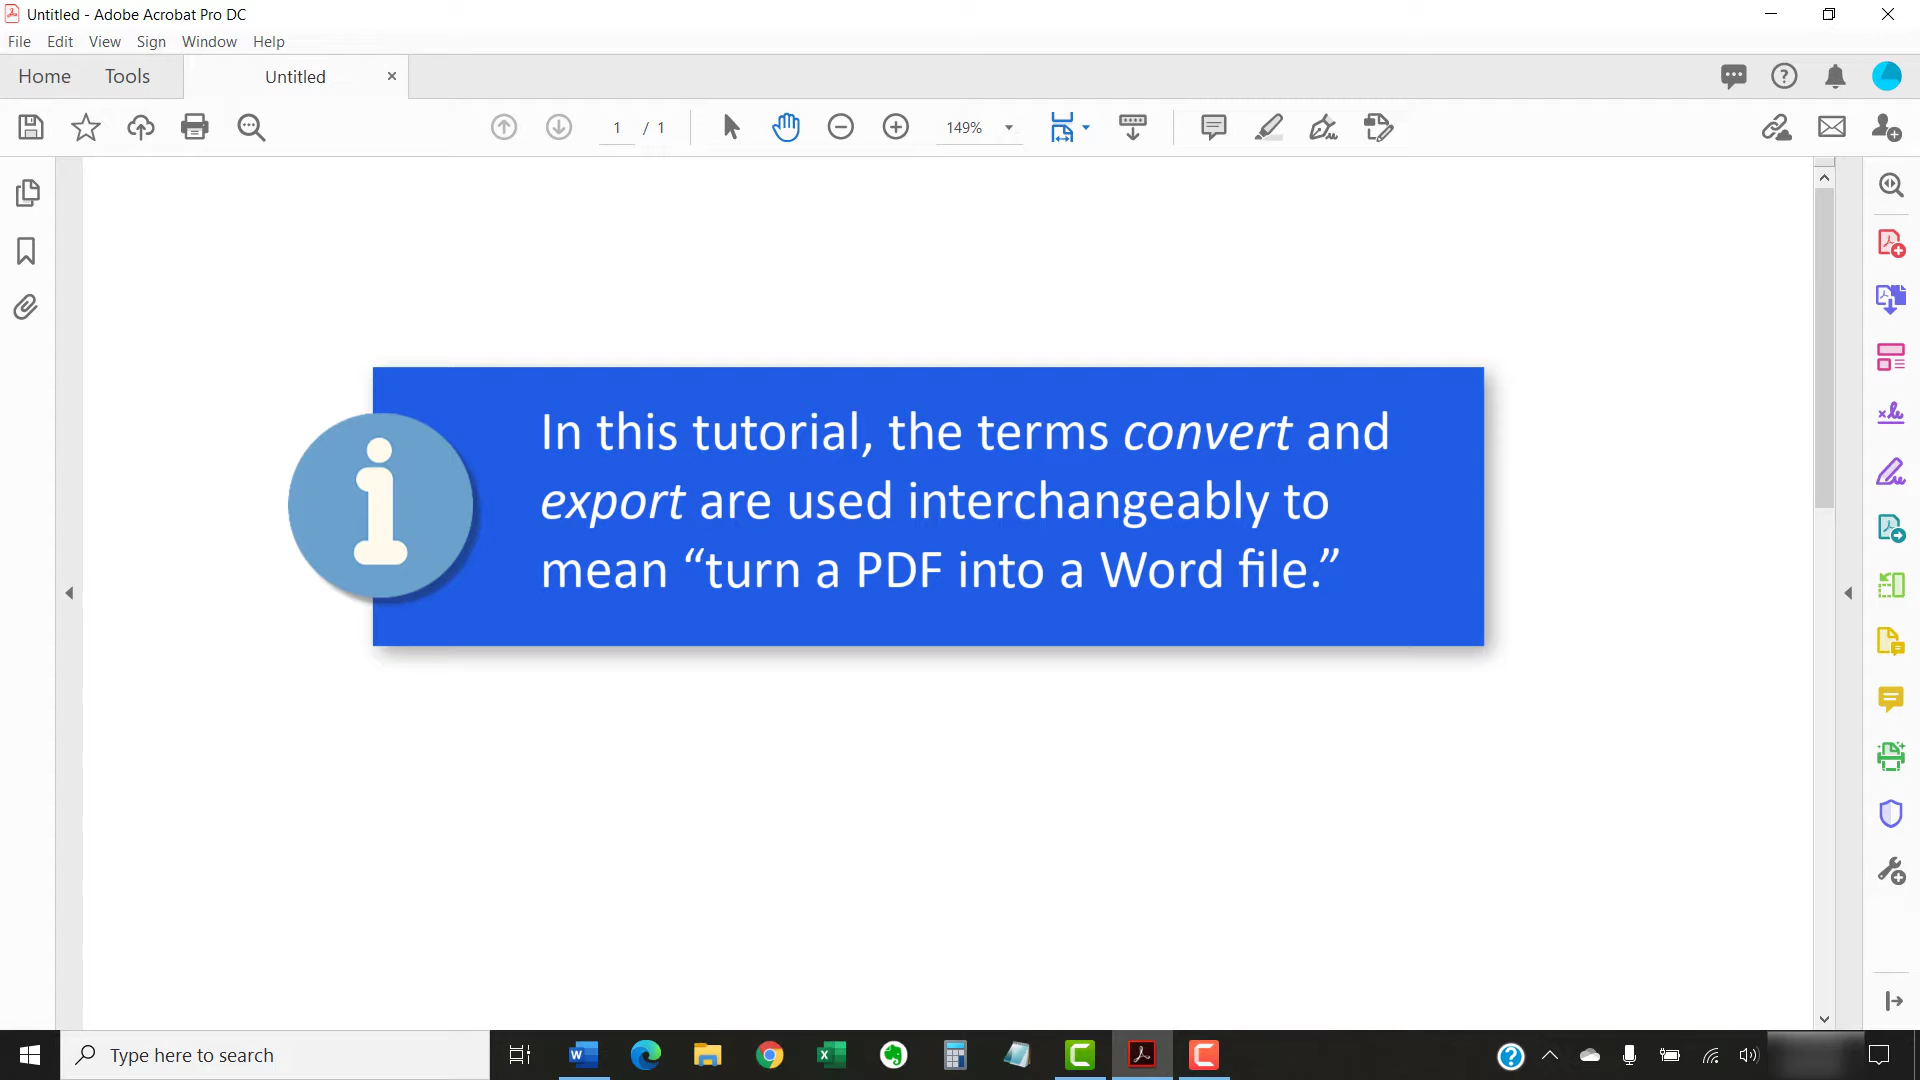 Untitled - Adobe Acrobat Pro DC
File Edit View Sign Window Help
Home Tools Untitled
1 / 1 149%
In this tutorial, the terms convert and
export are used interchangeably to
mean “turn a PDF into a Word file.”
Type here to search